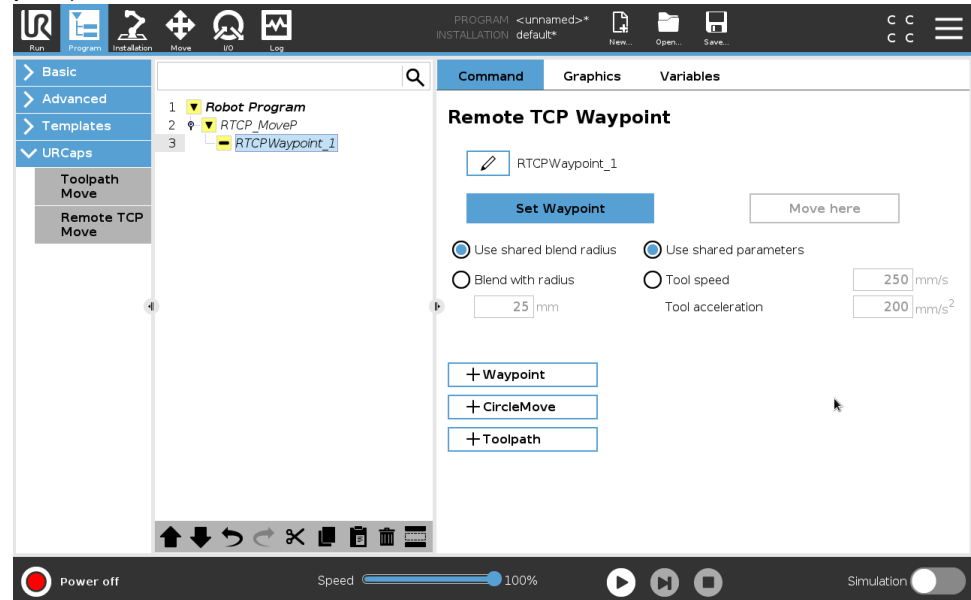 UR
PROGRAM <unnamed>*
INSTALLATION default*
C C
C C
Run
Program
Installation
Move
I/O
Log
New...
Open...
Save...
Basic
Advanced
Templates
URCaps
Toolpath
Move
Remote TCP
Move
1 Robot Program
2 RTCP_MoveP
3 RTCPWaypoint_1
Command
Graphics
Variables
Remote TCP Waypoint
RTCPWaypoint_1
Set Waypoint
Move here
Use shared blend radius
Use shared parameters
Blend with radius
Tool speed
250 mm/s
25 mm
Tool acceleration
200 mm/s²
+ Waypoint
+ CircleMove
+ Toolpath
Power off
Speed
100%
Simulation